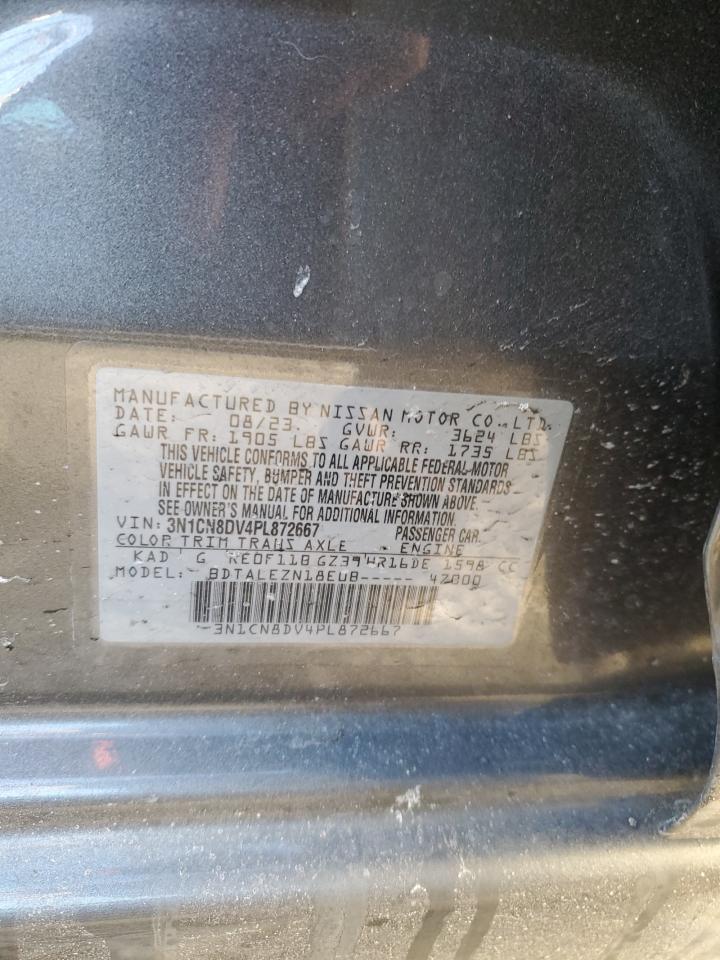 MANUFACTURED BY NISSAN MOTOR CO., LTD.
DATE: 08/23 GVWR: 3624 LBS
GAWR FR: 1905 LBS GAWR RR: 1735 LBS
THIS VEHICLE CONFORMS TO ALL APPLICABLE FEDERAL MOTOR
VEHICLE SAFETY, BUMPER AND THEFT PREVENTION STANDARDS
IN EFFECT ON THE DATE OF MANUFACTURE SHOWN ABOVE.
SEE OWNER'S MANUAL FOR ADDITIONAL INFORMATION.
VIN: 3N1CN8DV4PL872667 PASSENGER CAR
COLOR TRIM TRANS AXLE ENGINE
KAD G RE0F11B GZ39 HR16DE 1598 CC
MODEL: BDTALEZN18EUB----- 42000
3N1CN8DV4PL872667